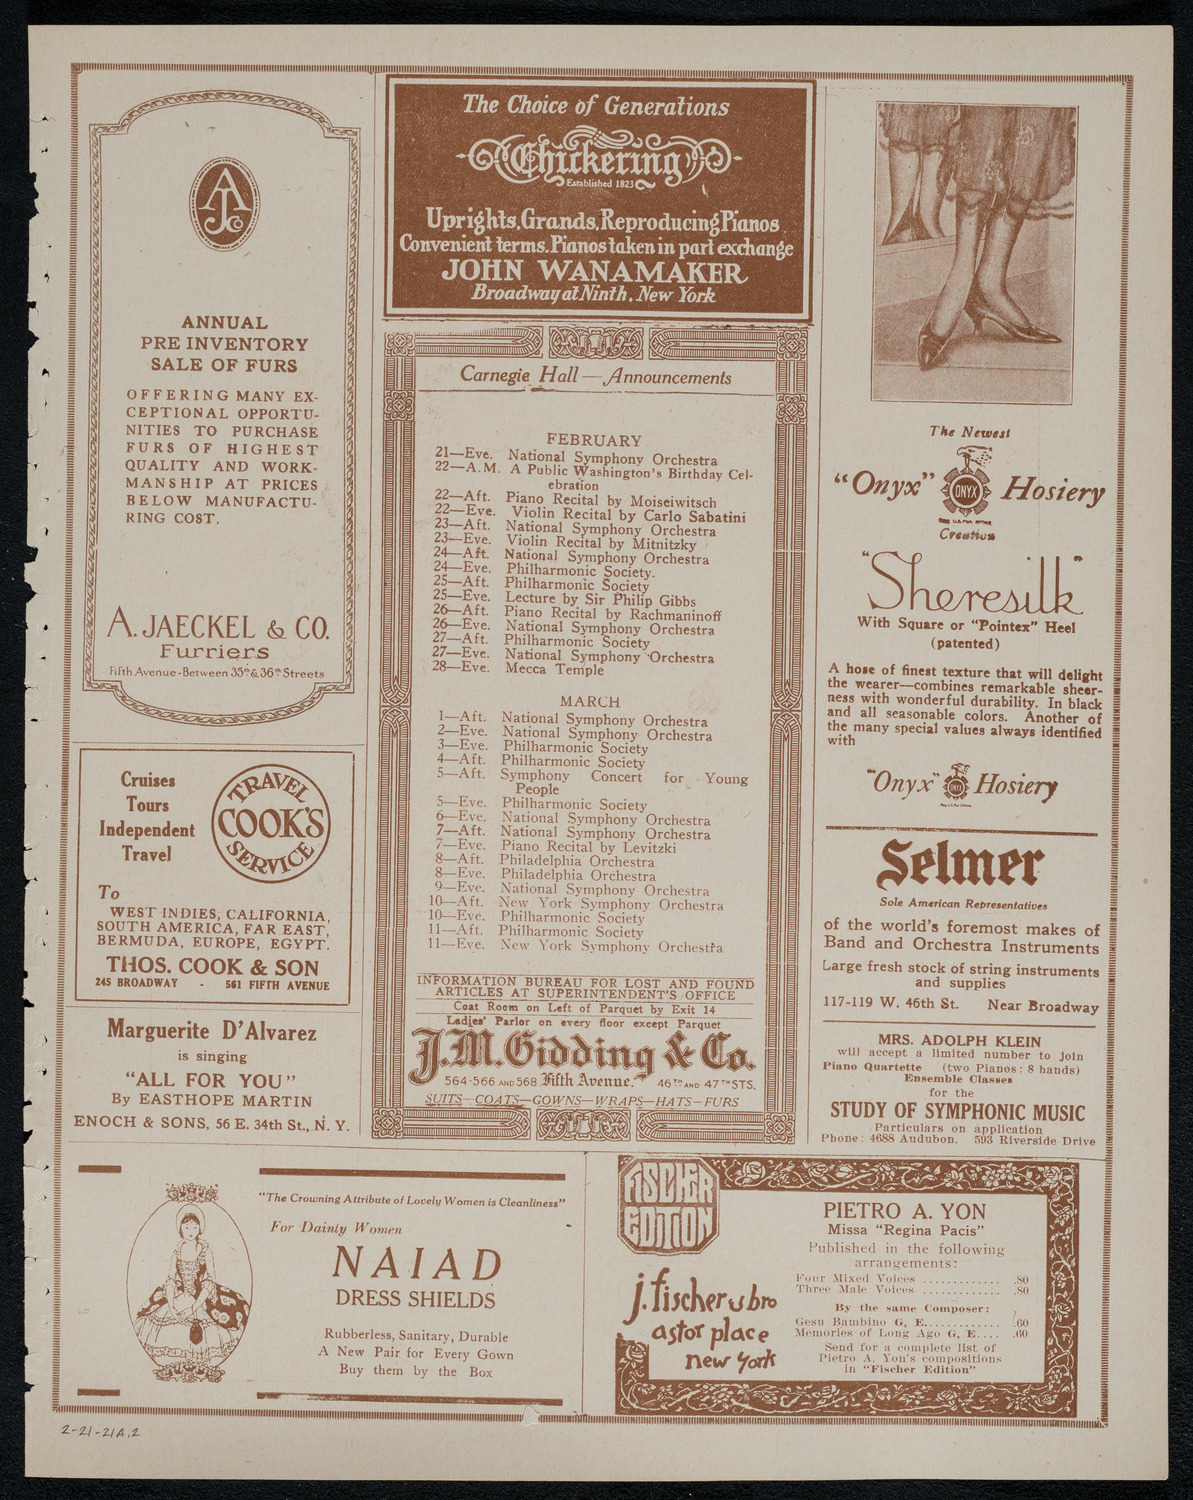 AJCo
ANNUAL
PRE INVENTORY
SALE OF FURS
OFFERING MANY EX-
CEPTIONAL OPPORTU-
NITIES TO PURCHASE
FURS OF HIGHEST
QUALITY AND WORK-
MANSHIP AT PRICES
BELOW MANUFACTU-
RING COST.
A. JAECKEL & CO.
Furriers
Fifth Avenue-Between 35th & 36th Streets
Cruises
Tours
Independent
Travel
TRAVEL
COOK'S
SERVICE
To
WEST INDIES, CALIFORNIA,
SOUTH AMERICA, FAR EAST,
BERMUDA, EUROPE, EGYPT.
THOS. COOK & SON
245 BROADWAY - 561 FIFTH AVENUE
Marguerite D'Alvarez
is singing
"ALL FOR YOU"
By EASTHOPE MARTIN
ENOCH & SONS, 56 E. 34th St., N. Y.
The Choice of Generations
Chickering
Established 1823
Uprights, Grands, Reproducing Pianos
Convenient terms. Pianos taken in part exchange
JOHN WANAMAKER
Broadway at Ninth, New York
Carnegie Hall — Announcements
FEBRUARY
21—Eve. National Symphony Orchestra
22—A.M. A Public Washington's Birthday Cel-
ebration
22—Aft. Piano Recital by Moiseiwitsch
22—Eve. Violin Recital by Carlo Sabatini
23—Aft. National Symphony Orchestra
23—Eve. Violin Recital by Mitnitzky
24—Aft. National Symphony Orchestra
24—Eve. Philharmonic Society.
25—Aft. Philharmonic Society
25—Eve. Lecture by Sir Philip Gibbs
26—Aft. Piano Recital by Rachmaninoff
26—Eve. National Symphony Orchestra
27—Aft. Philharmonic Society
27—Eve. National Symphony Orchestra
28—Eve. Mecca Temple
MARCH
1—Aft. National Symphony Orchestra
2—Eve. National Symphony Orchestra
3—Eve. Philharmonic Society
4—Aft. Philharmonic Society
5—Aft. Symphony Concert for Young
People
5—Eve. Philharmonic Society
6—Eve. National Symphony Orchestra
7—Aft. National Symphony Orchestra
7—Eve. Piano Recital by Levitzki
8—Aft. Philadelphia Orchestra
8—Eve. Philadelphia Orchestra
9—Eve. National Symphony Orchestra
10—Aft. New York Symphony Orchestra
10—Eve. Philharmonic Society
11—Aft. Philharmonic Society
11—Eve. New York Symphony Orchestra
INFORMATION BUREAU FOR LOST AND FOUND
ARTICLES AT SUPERINTENDENT'S OFFICE
Coat Room on Left of Parquet by Exit 14
Ladies' Parlor on every floor except Parquet
J.M. Gidding & Co.
564-566 AND 568 Fifth Avenue. 46TH AND 47TH STS.
SUITS—COATS—GOWNS—WRAPS—HATS—FURS
The Newest
"Onyx" ONYX Hosiery
REG. U.S. PAT. OFFICE
Creation
"Sheresilk"
With Square or "Pointex" Heel
(patented)
A hose of finest texture that will delight
the wearer—combines remarkable sheer-
ness with wonderful durability. In black
and all seasonable colors. Another of
the many special values always identified
with
"Onyx" Hosiery
Selmer
Sole American Representatives
of the world's foremost makes of
Band and Orchestra Instruments
Large fresh stock of string instruments
and supplies
117-119 W. 46th St. Near Broadway
MRS. ADOLPH KLEIN
will accept a limited number to join
Piano Quartette (two Pianos: 8 hands)
Ensemble Classes
for the
STUDY OF SYMPHONIC MUSIC
Particulars on application
Phone: 4688 Audubon. 593 Riverside Drive
"The Crowning Attribute of Lovely Women is Cleanliness"
For Dainty Women
NAIAD
DRESS SHIELDS
Rubberless, Sanitary, Durable
A New Pair for Every Gown
Buy them by the Box
FISCHER
EDITION
j. fischer & bro
astor place
new york
PIETRO A. YON
Missa "Regina Pacis"
Published in the following
arrangements:
Four Mixed Voices ............. .80
Three Male Voices ............. .80
By the same Composer:
Gesu Bambino G, E............. .60
Memories of Long Ago G, E.... .60
Send for a complete list of
Pietro A. Yon's compositions
in "Fischer Edition"
2-21-21A.2